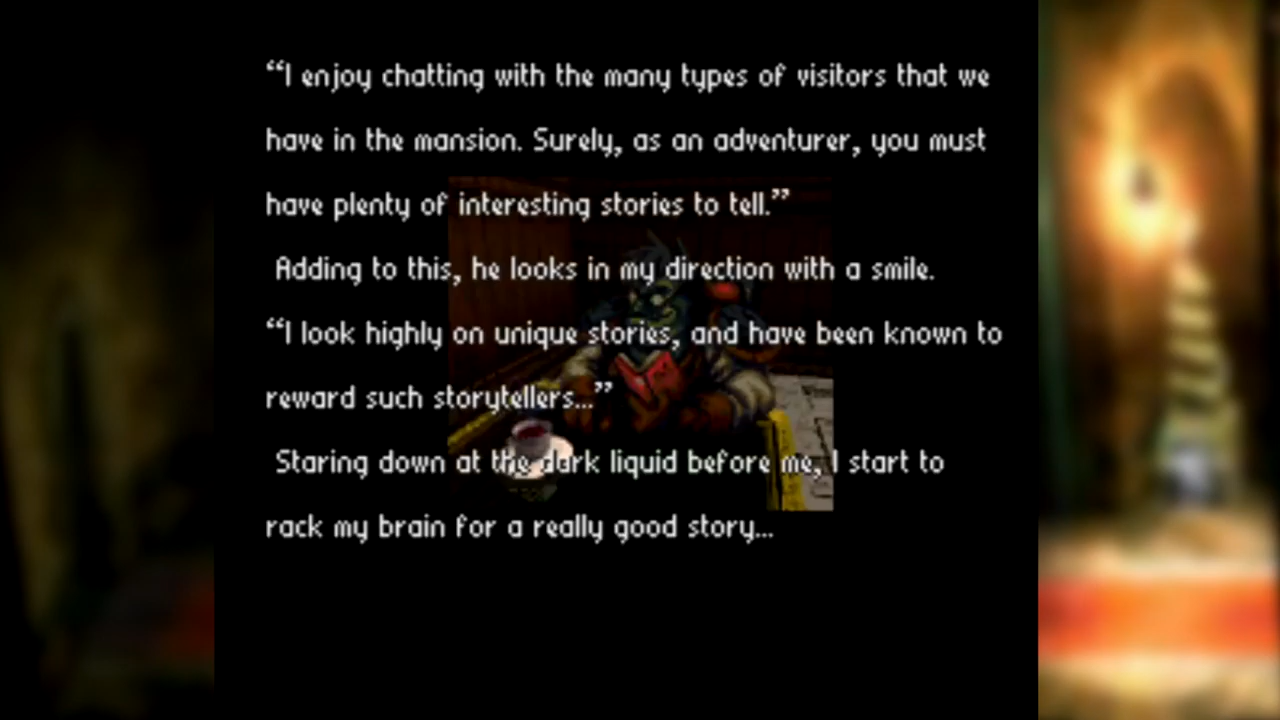 “I enjoy chatting with the many types of visitors that we
have in the mansion. Surely, as an adventurer, you must
have plenty of interesting stories to tell.”
Adding to this, he looks in my direction with a smile.
“I look highly on unique stories, and have been known to
reward such storytellers...”
Staring down at the dark liquid before me, I start to
rack my brain for a really good story...